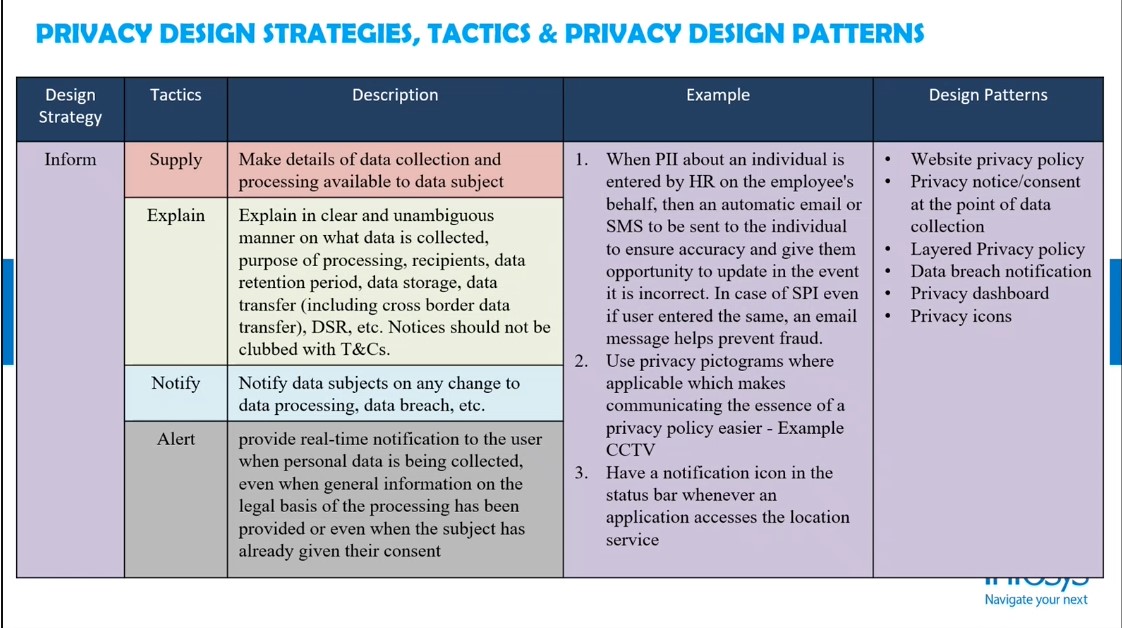 PRIVACY DESIGN STRATEGIES, TACTICS & PRIVACY DESIGN PATTERNS
Design
Strategy
Tactics
Description
Example
Design Patterns
Inform
Supply
Make details of data collection and
processing available to data subject
Explain
Explain in clear and unambiguous
manner on what data is collected,
purpose of processing, recipients, data
retention period, data storage, data
transfer (including cross border data
transfer), DSR, etc. Notices should not be
clubbed with T&Cs.
Notify
Notify data subjects on any change to
data processing, data breach, etc.
Alert
provide real-time notification to the user
when personal data is being collected,
even when general information on the
legal basis of the processing has been
provided or even when the subject has
already given their consent
1. When PII about an individual is
entered by HR on the employee's
behalf, then an automatic email or
SMS to be sent to the individual
to ensure accuracy and give them
opportunity to update in the event
it is incorrect. In case of SPI even
if user entered the same, an email
message helps prevent fraud.
2. Use privacy pictograms where
applicable which makes
communicating the essence of a
privacy policy easier - Example
CCTV
3. Have a notification icon in the
status bar whenever an
application accesses the location
service
• Website privacy policy
• Privacy notice/consent
at the point of data
collection
• Layered Privacy policy
• Data breach notification
• Privacy dashboard
• Privacy icons
Infosys
Navigate your next